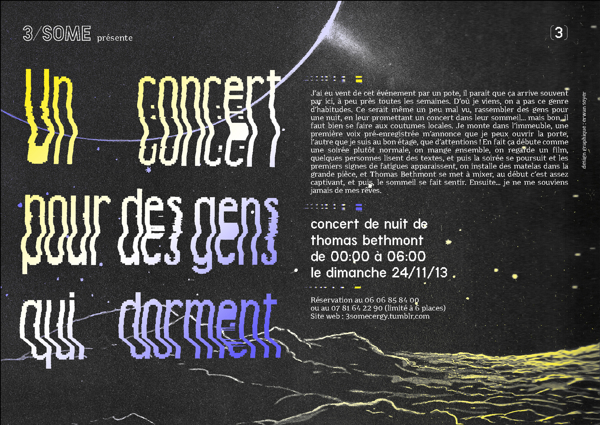 3/SOME présente
(3)
Un concert
pour des gens
qui dorment
J'ai eu vent de cet événement par un pote, il parait que ça arrive souvent
par ici, à peu près toutes les semaines. D'où je viens, on a pas ce genre
d'habitudes. Ce serait même un peu mal vu, rassembler des gens pour
une nuit, en leur promettant un concert dans leur sommeil... mais bon.. il
faut bien se faire aux coutumes locales. Je monte dans l'immeuble, une
première voix pré-enregistrée m'annonce que je peux ouvrir la porte,
l'autre que je suis au bon étage, que d'attentions ! En fait ça débute comme
une soirée plutôt normale, on mange ensemble, on regarde un film,
quelques personnes lisent des textes, et puis la soirée se poursuit et les
premiers signes de fatigues apparaissent, on installe des matelas dans la
grande pièce, et Thomas Bethmont se met à mixer, au début c'est assez
captivant, et puis, le sommeil se fait sentir. Ensuite... je ne me souviens
jamais de mes rêves.
concert de nuit de
thomas bethmont
de 00:00 à 06:00
le dimanche 24/11/13
Réservation au 06 06 85 84 00
ou au 07 81 64 22 90 (limité à 6 places)
Site web : 3somecergy.tumblr.com